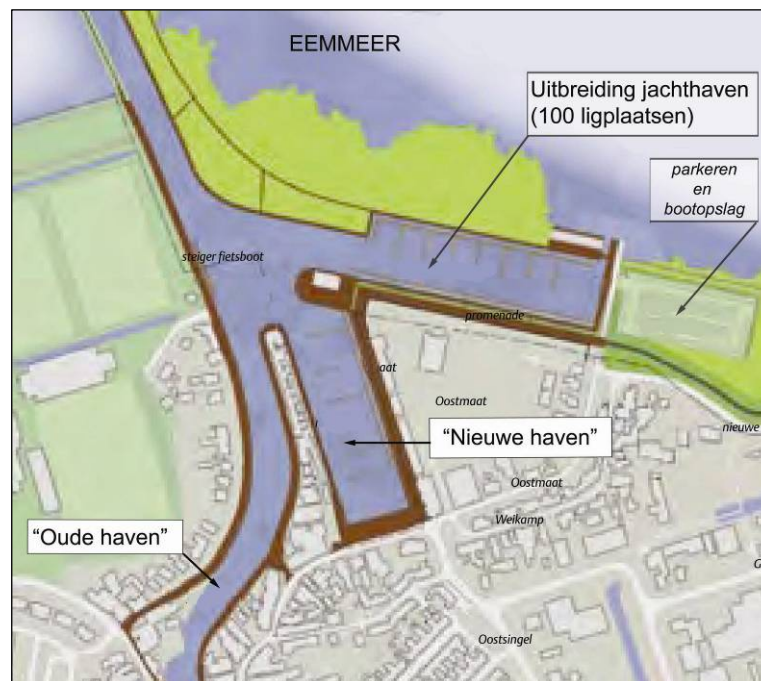 EEMMEER
Uitbreiding jachthaven
(100 ligplaatsen)
parkeren
en
bootopslag
steiger fietsboot
promenade
aat
Oostmaat
nieuwe
“Nieuwe haven”
Oostmaat
Weikamp
“Oude haven”
G
Oostsingel